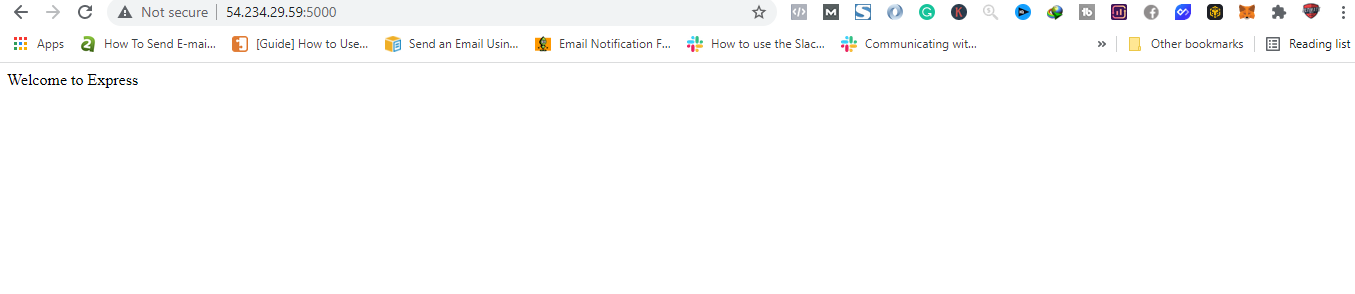 Not secure | 54.234.29.59:5000
Apps How To Send E-mai... [Guide] How to Use... Send an Email Usin... Email Notification F... How to use the Slac... Communicating wit... » Other bookmarks Reading list
Welcome to Express